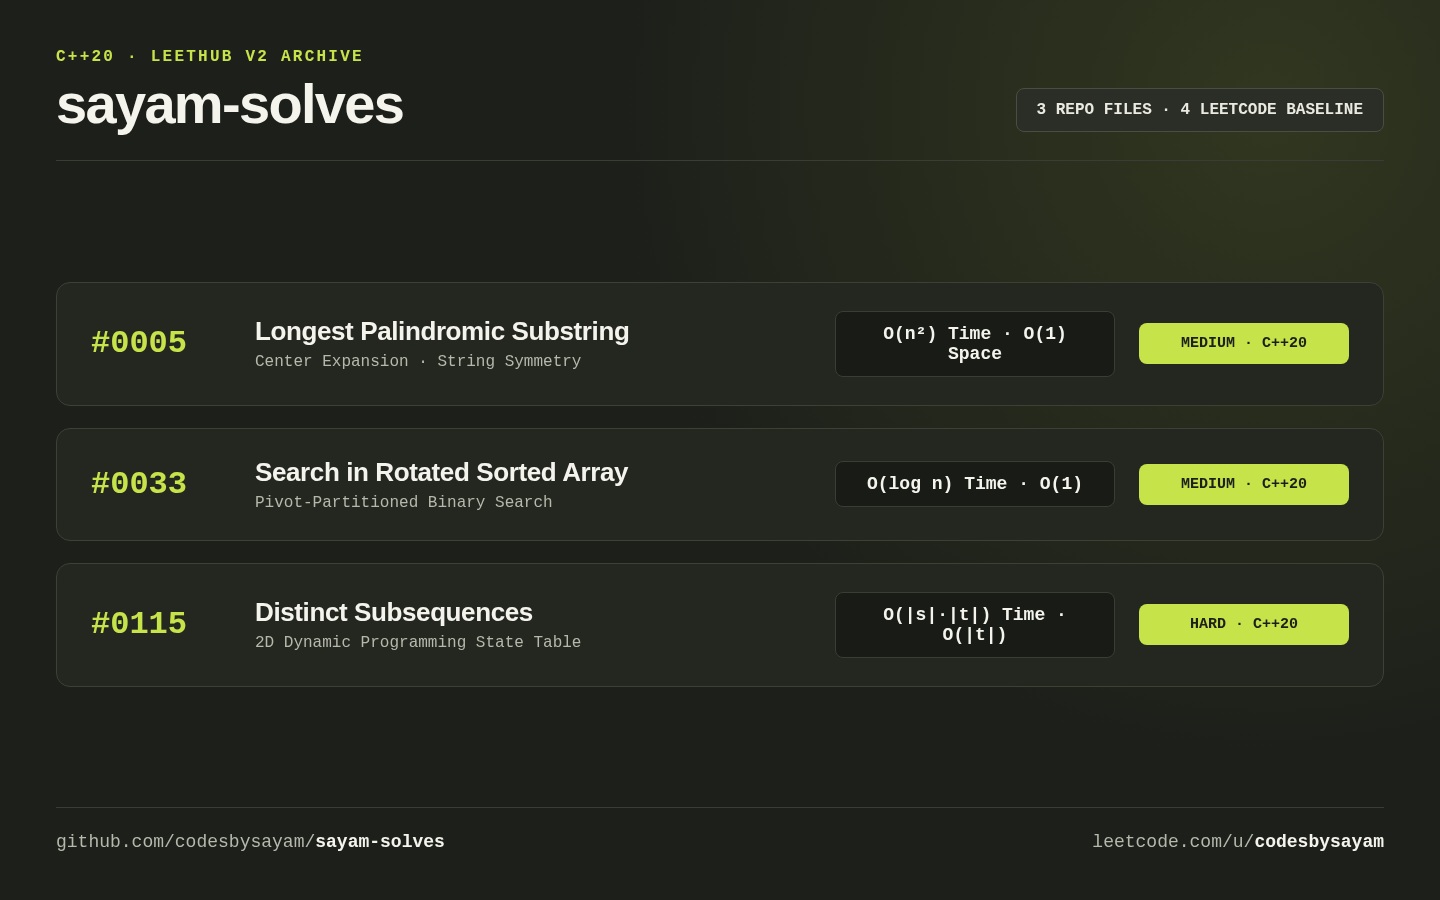 C++20 · LEETHUB V2 ARCHIVE
sayam-solves
3 REPO FILES · 4 LEETCODE BASELINE
#0005
Longest Palindromic Substring
Center Expansion · String Symmetry
O(n²) Time · O(1)
Space
MEDIUM · C++20
#0033
Search in Rotated Sorted Array
Pivot-Partitioned Binary Search
O(log n) Time · O(1)
MEDIUM · C++20
#0115
Distinct Subsequences
2D Dynamic Programming State Table
O(|s|·|t|) Time ·
O(|t|)
HARD · C++20
github.com/codesbysayam/sayam-solves
leetcode.com/u/codesbysayam